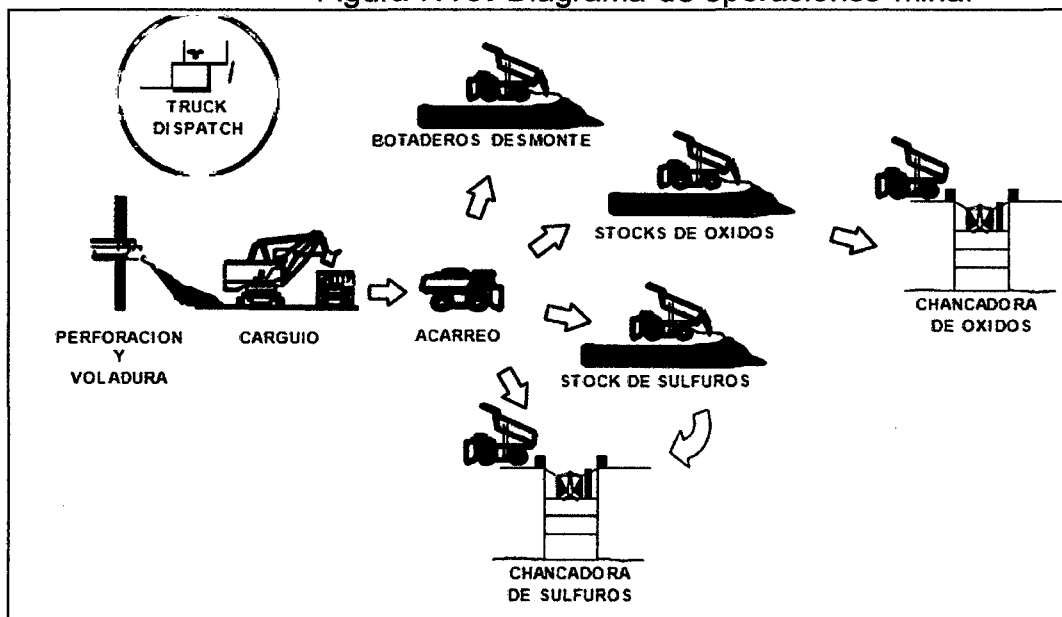 TRUCK
DISPATCH
BOTADEROS DESMONTE
STOCKS DE OXIDOS
CHANCADORA
DE OXIDOS
PERFORACION
Y
VOLADURA
CARGUIO
ACARREO
STOCK DE SULFUROS
CHANCADORA
DE SULFUROS